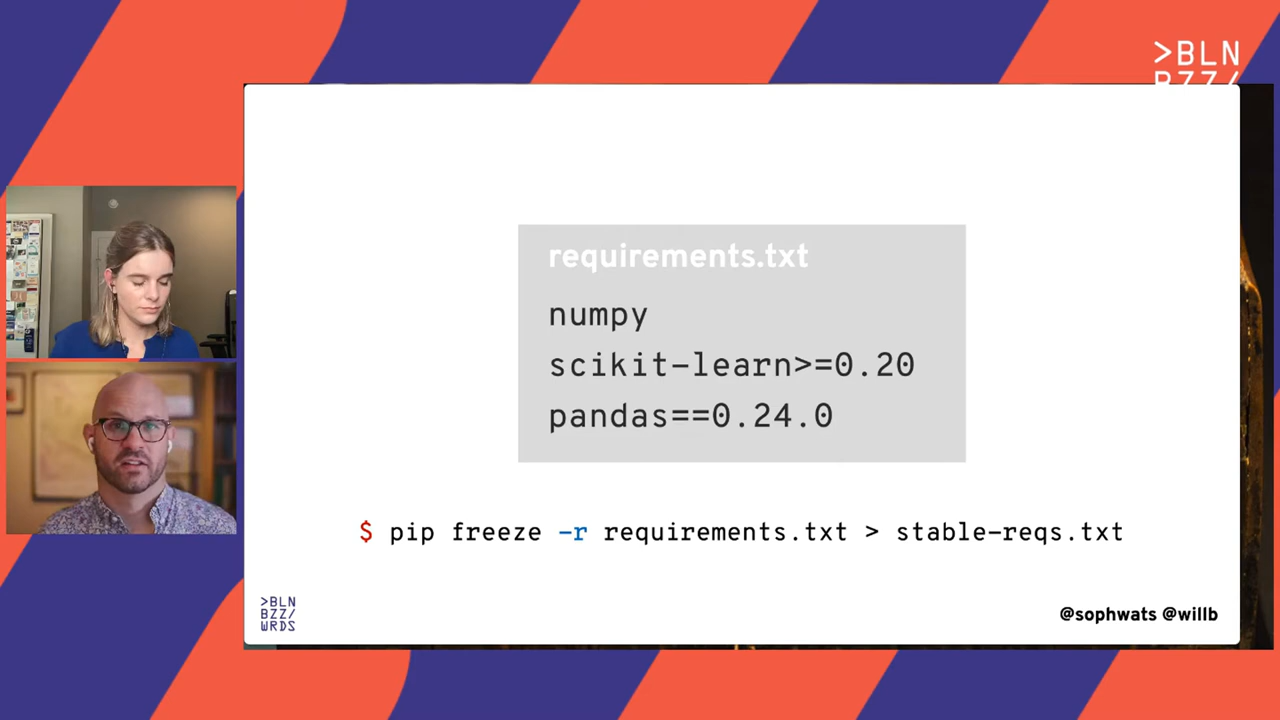 >BLN
BZZ/
requirements.txt
numpy
scikit-learn>=0.20
pandas==0.24.0
$ pip freeze -r requirements.txt > stable-reqs.txt
>BLN
BZZ/
WRDS
@sophwats @willb